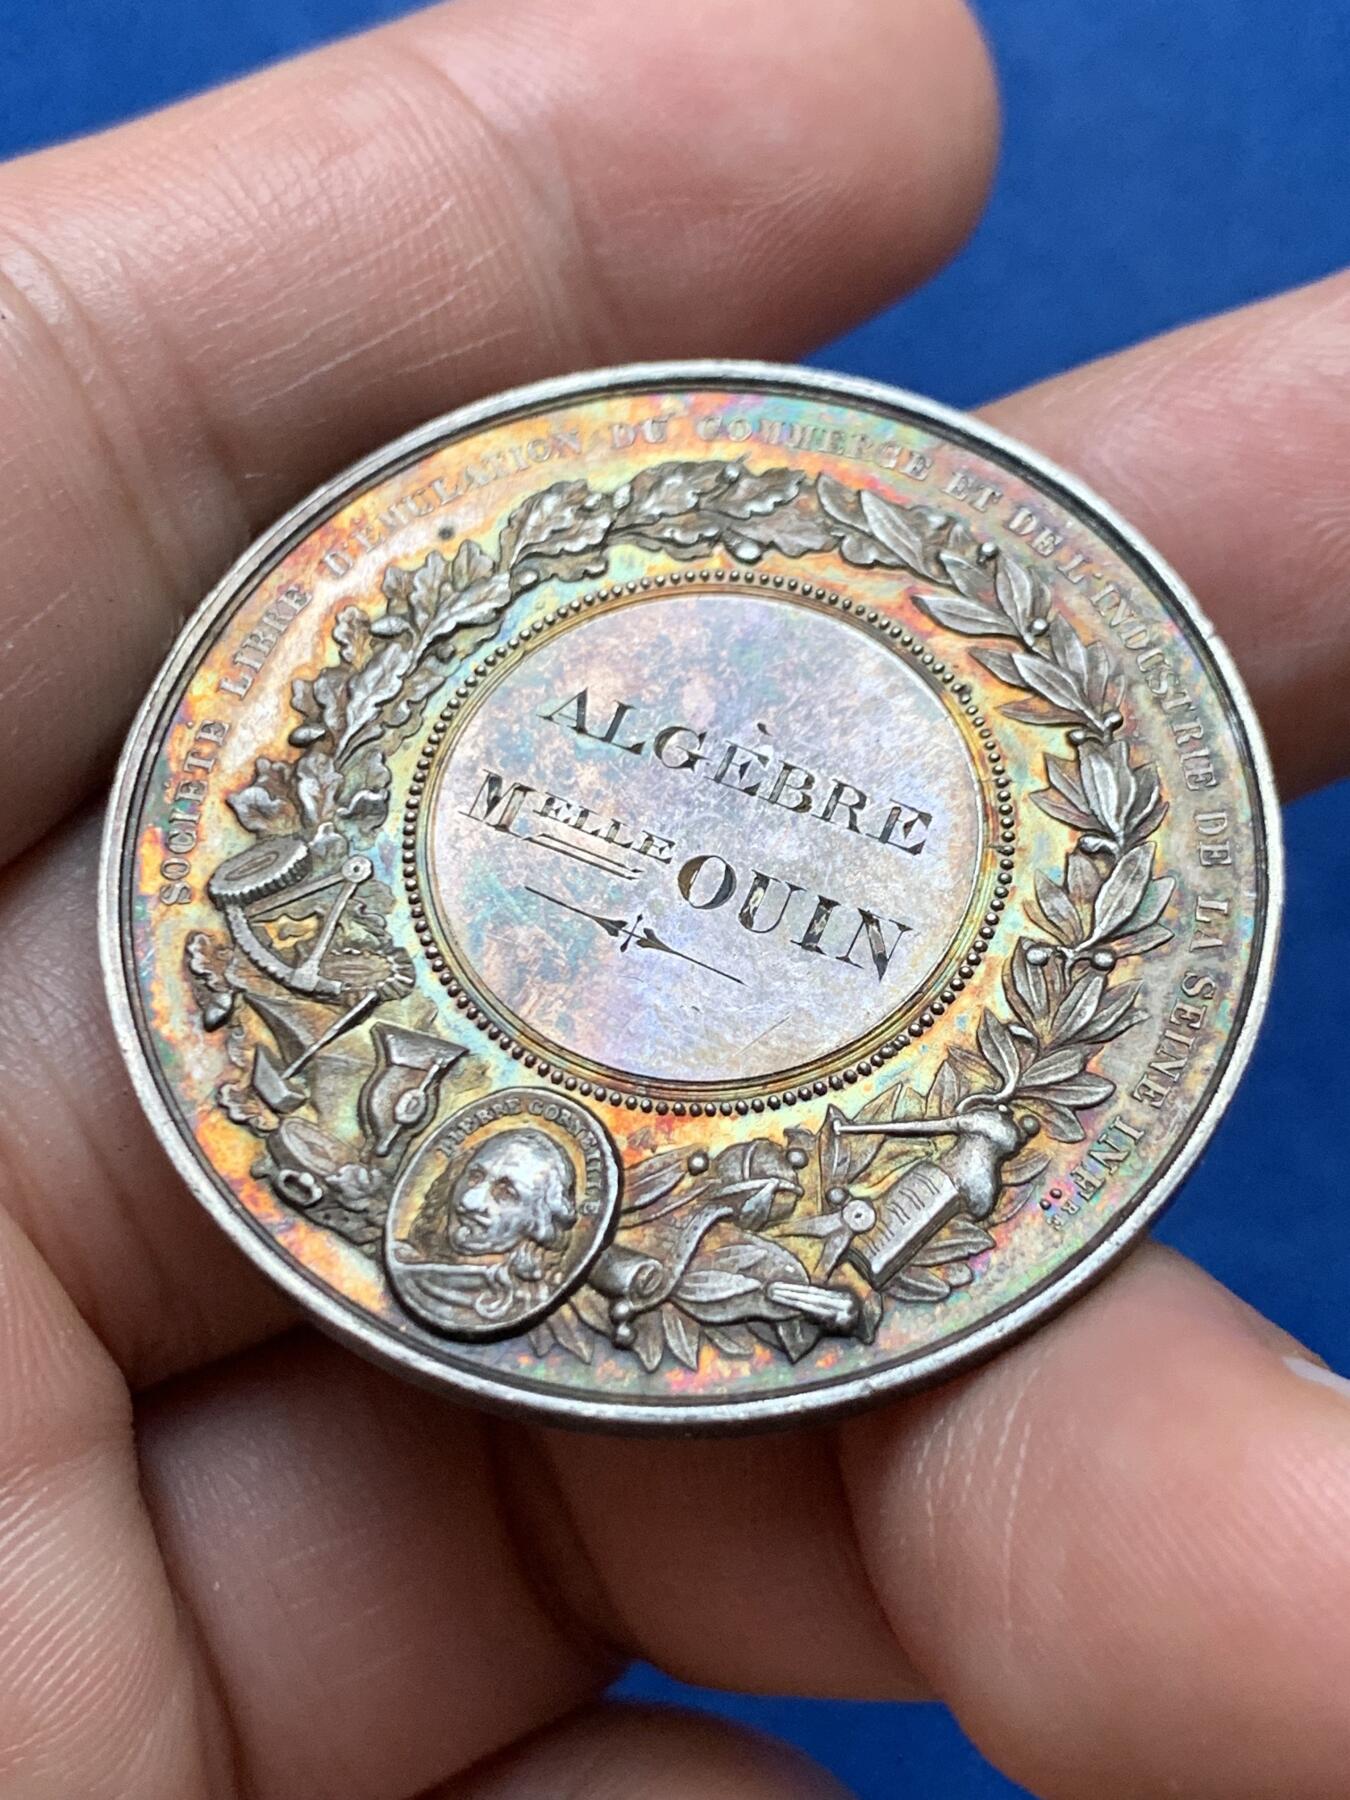 SOCIÉTÉ LIBRE D'ÉMULATION DU COMMERCE ET DE L'INDUSTRIE DE LA SEINE INFRE
ALGÈBRE
MELLE OUIN
PIERRE CORNEILLE